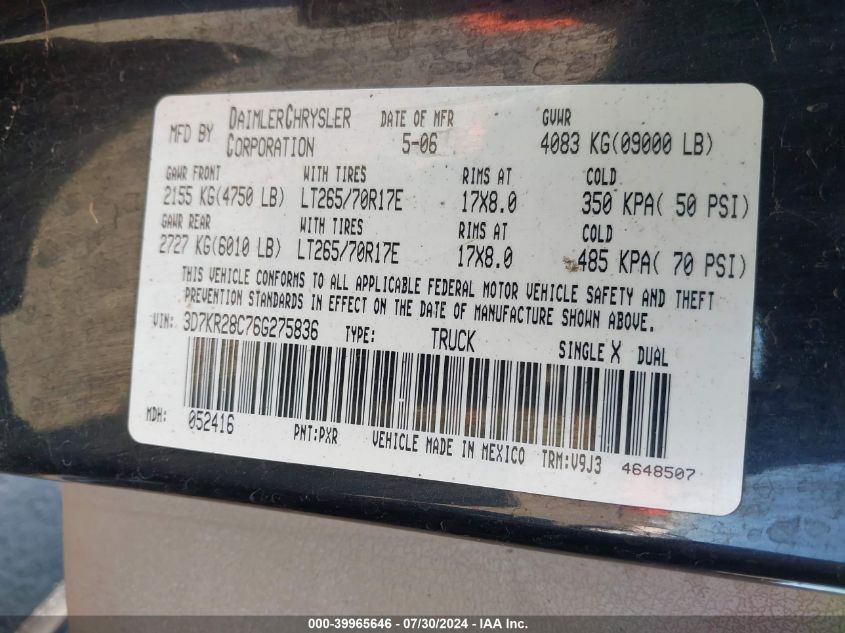 MFD BY DAIMLERCHRYSLER CORPORATION DATE OF MFR 5-06 GVWR 4083 KG(09000 LB)
GAWR FRONT WITH TIRES RIMS AT COLD
2155 KG(4750 LB) LT265/70R17E 17X8.0 350 KPA( 50 PSI)
GAWR REAR WITH TIRES RIMS AT COLD
2727 KG(6010 LB) LT265/70R17E 17X8.0 485 KPA( 70 PSI)
THIS VEHICLE CONFORMS TO ALL APPLICABLE FEDERAL MOTOR VEHICLE SAFETY AND THEFT
PREVENTION STANDARDS IN EFFECT ON THE DATE OF MANUFACTURE SHOWN ABOVE.
VIN: 3D7KR28C76G275836 TYPE: TRUCK SINGLE X DUAL
MDH: 052416 PNT:PXR VEHICLE MADE IN MEXICO TRM:V9J3 4648507
000-39965646 - 07/30/2024 - IAA Inc.